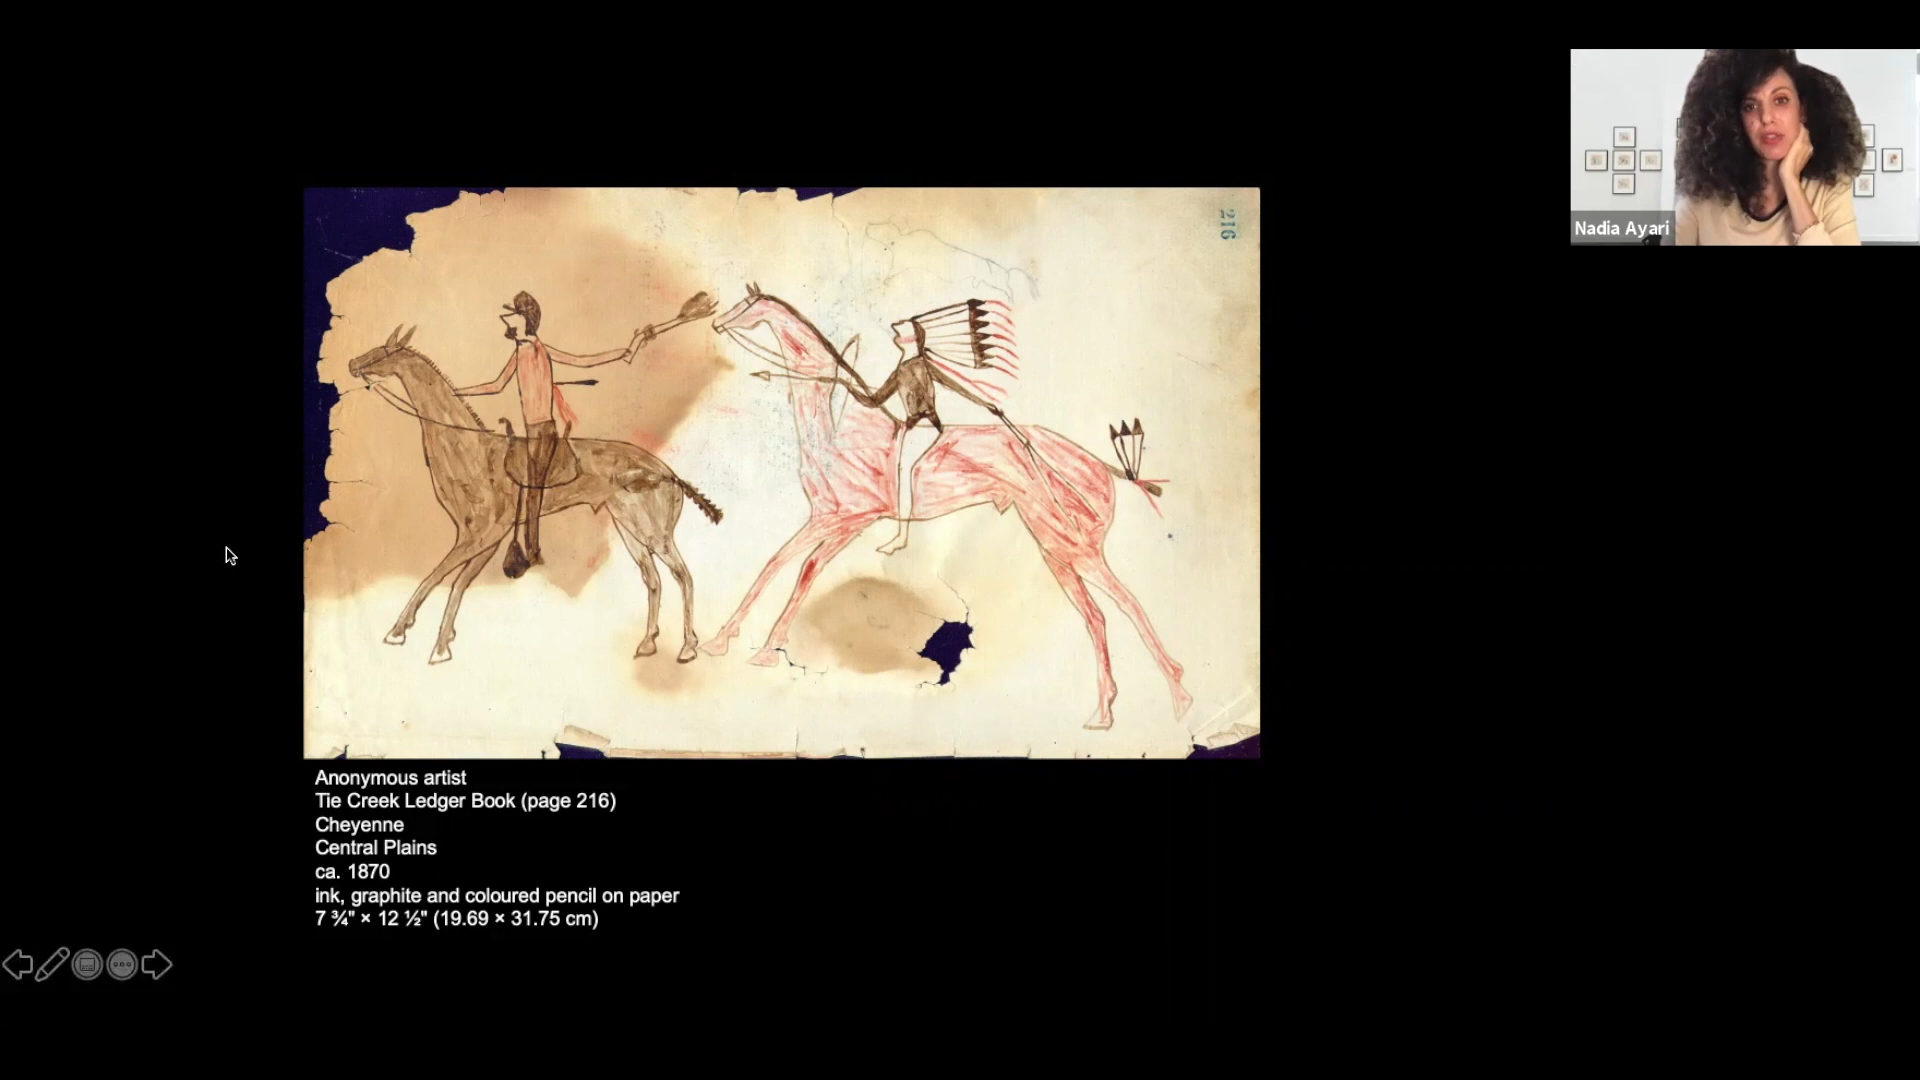 216
Nadia Ayari
Anonymous artist
Tie Creek Ledger Book (page 216)
Cheyenne
Central Plains
ca. 1870
ink, graphite and coloured pencil on paper
7 ¾" × 12 ½" (19.69 × 31.75 cm)